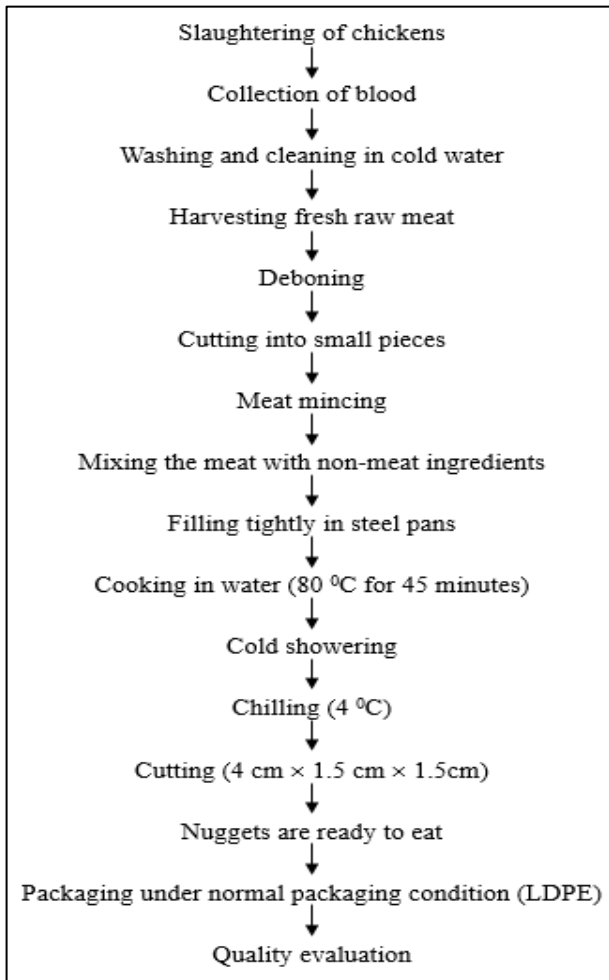 Slaughtering of chickens
Collection of blood
Washing and cleaning in cold water
Harvesting fresh raw meat
Deboning
Cutting into small pieces
Meat mincing
Mixing the meat with non-meat ingredients
Filling tightly in steel pans
Cooking in water (80 ⁰C for 45 minutes)
Cold showering
Chilling (4 ⁰C)
Cutting (4 cm × 1.5 cm × 1.5cm)
Nuggets are ready to eat
Packaging under normal packaging condition (LDPE)
Quality evaluation